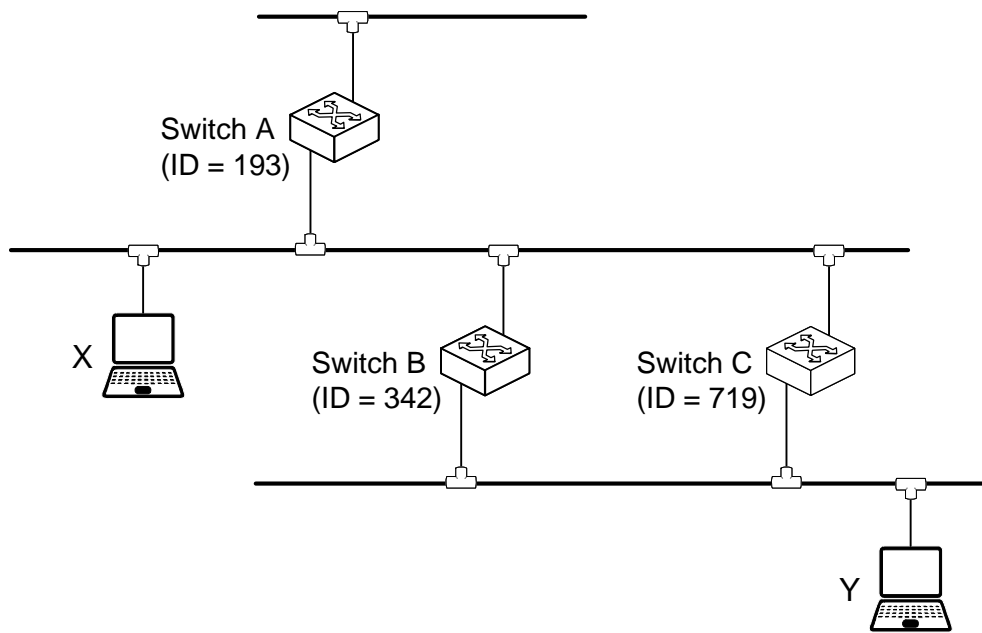 Switch A
(ID = 193)
X
Switch B
(ID = 342)
Switch C
(ID = 719)
Y